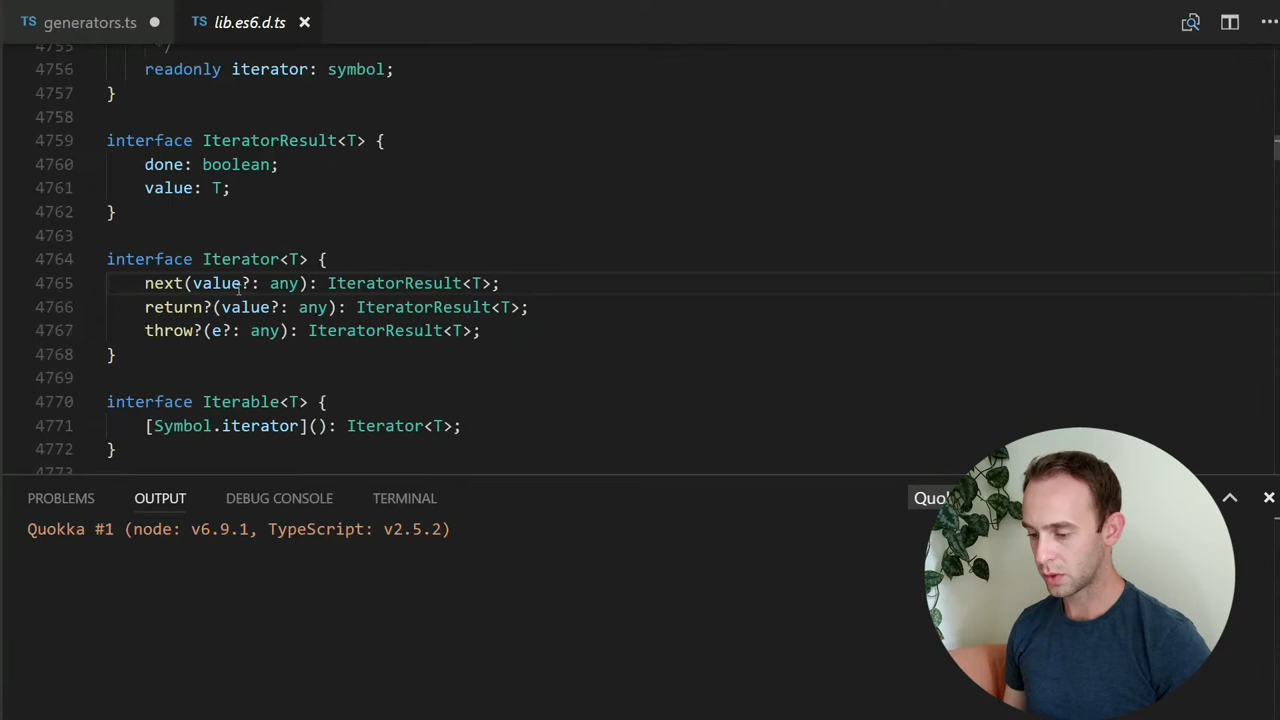 TS generators.ts
TS lib.es6.d.ts
4755 */
4756 readonly iterator: symbol;
4757 }
4758
4759 interface IteratorResult<T> {
4760 done: boolean;
4761 value: T;
4762 }
4763
4764 interface Iterator<T> {
4765 next(value?: any): IteratorResult<T>;
4766 return?(value?: any): IteratorResult<T>;
4767 throw?(e?: any): IteratorResult<T>;
4768 }
4769
4770 interface Iterable<T> {
4771 [Symbol.iterator](): Iterator<T>;
4772 }
4773
PROBLEMS OUTPUT DEBUG CONSOLE TERMINAL
Quokka #1 (node: v6.9.1, TypeScript: v2.5.2)